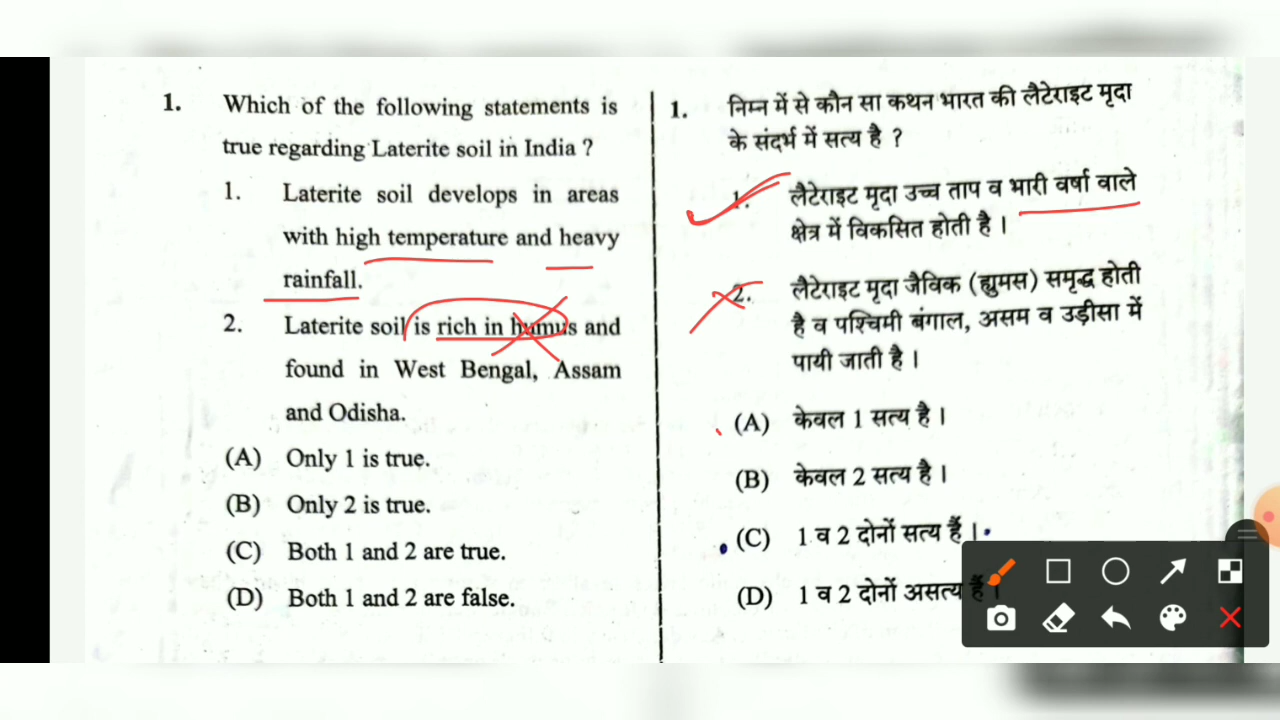 1. Which of the following statements is
true regarding Laterite soil in India ?
1. Laterite soil develops in areas
with high temperature and heavy
rainfall.
2. Laterite soil is rich in humus and
found in West Bengal, Assam
and Odisha.
(A) Only 1 is true.
(B) Only 2 is true.
(C) Both 1 and 2 are true.
(D) Both 1 and 2 are false.
1. निम्न में से कौन सा कथन भारत की लैटेराइट मृदा
के संदर्भ में सत्य है ?
1. लैटेराइट मृदा उच्च ताप व भारी वर्षा वाले
क्षेत्र में विकसित होती है ।
2. लैटेराइट मृदा जैविक (ह्युमस) समृद्ध होती
है व पश्चिमी बंगाल, असम व उड़ीसा में
पायी जाती है ।
(A) केवल 1 सत्य है ।
(B) केवल 2 सत्य है ।
(C) 1 व 2 दोनों सत्य हैं ।
(D) 1 व 2 दोनों असत्य हैं ।